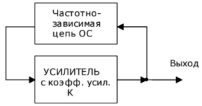 Частотно-
зависимая
цепь ОС
Выход
УСИЛИТЕЛЬ
с коэфф. усил.
К